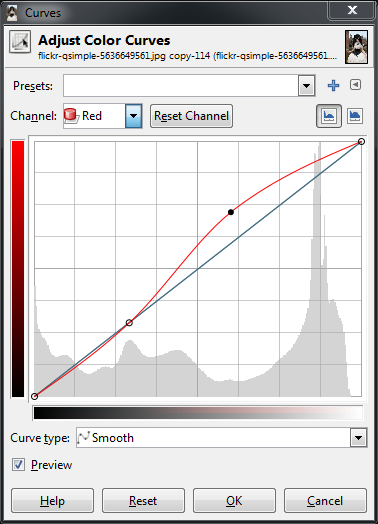 Curves
Adjust Color Curves
flickr-qsimple-5636649561.jpg copy-114 (flickr-qsimple-5636649561....
Presets:
Channel: Red Reset Channel
Curve type: Smooth
Preview
Help Reset OK Cancel